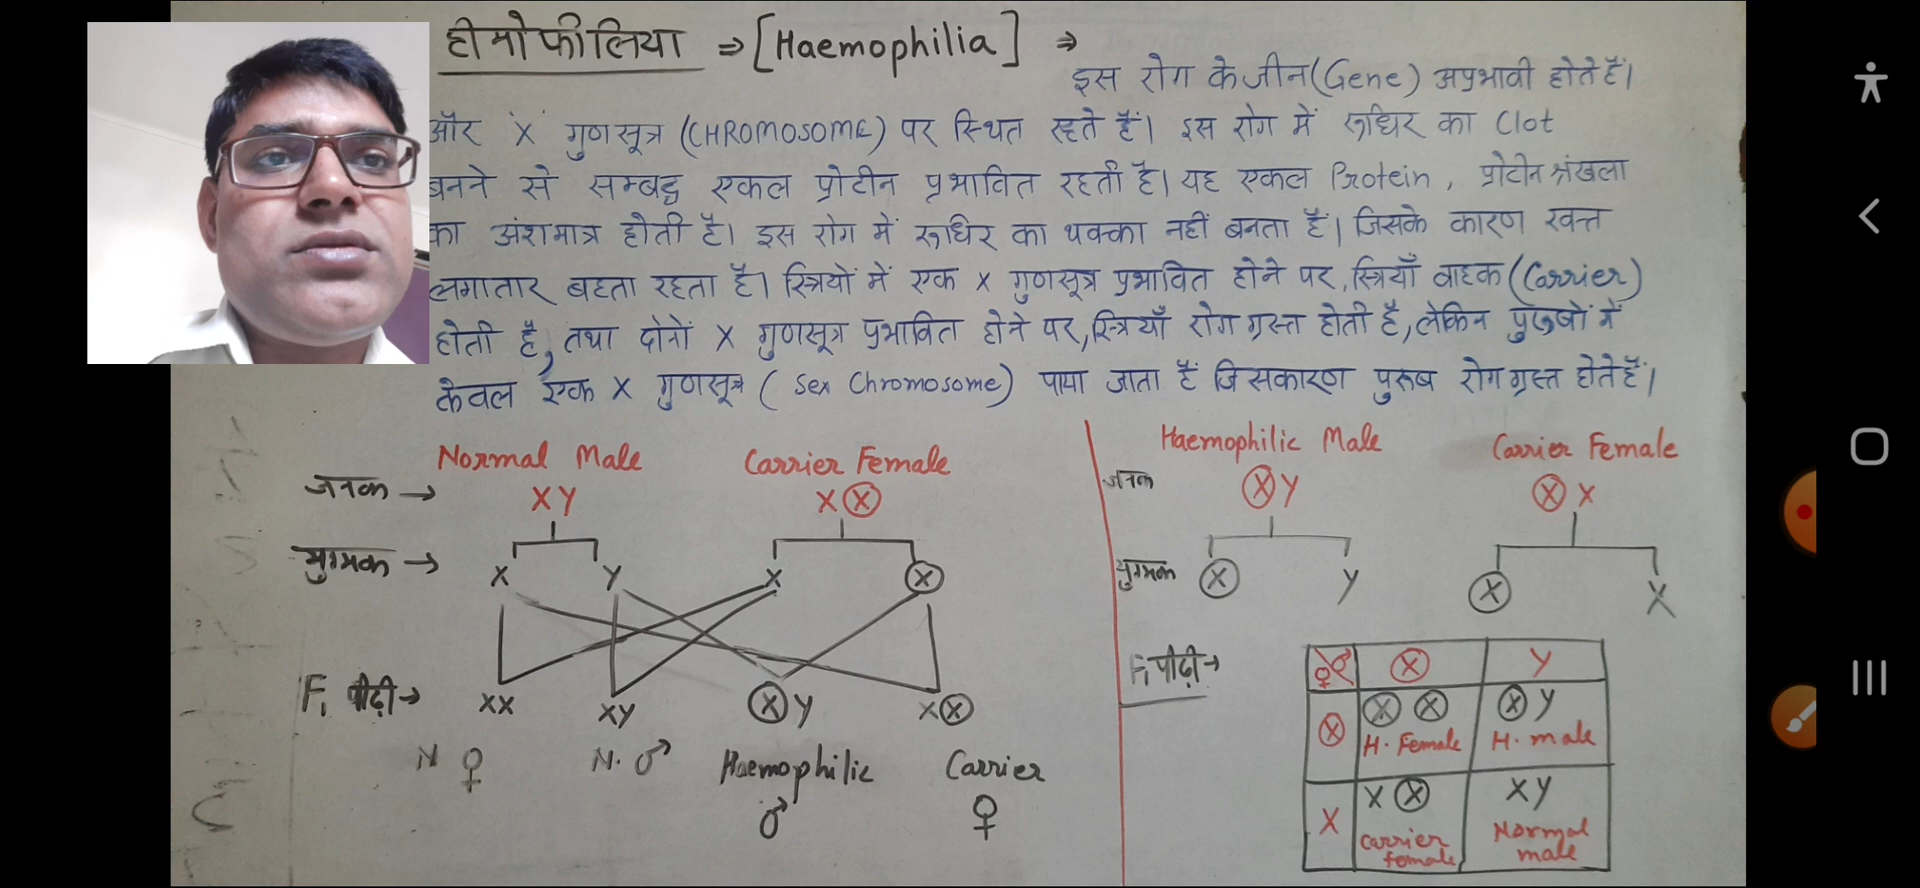 हीमोफीलिया ⇒ [Haemophilia] ⇒
इस रोग के जीन (Gene) अप्रभावी होते हैं।
और X गुणसूत्र (CHROMOSOME) पर स्थित रहते हैं। इस रोग में रूधिर का Clot
बनने से सम्बद्ध एकल प्रोटीन प्रभावित रहती है। यह एकल Protein, प्रोटीन श्रंखला
का अंशमात्र होती है। इस रोग में रूधिर का थक्का नहीं बनता है। जिसके कारण रक्त
लगातार बहता रहता है। स्त्रियों में एक X गुणसूत्र प्रभावित होने पर, स्त्रियाँ वाहक (Carrier)
होती है, तथा दोनों X गुणसूत्र प्रभावित होने पर, स्त्रियाँ रोग ग्रस्त होती है, लेकिन पुरुषों में
केवल एक X गुणसूत्र (Sex Chromosome) पाया जाता है जिसकारण पुरूष रोग ग्रस्त होते हैं।
Normal Male Carrier Female
जनक → XY XⓍ
युग्मक → X Y X Ⓧ
F₁ पीढ़ी → XX XY ⓍY XⓍ
N ♀ N. ♂ Haemophilic Carrier
♂ ♀
Haemophilic Male Carrier Female
जनक ⓍY ⓍX
युग्मक Ⓧ Y Ⓧ X
F₁ पीढ़ी → ♀ ♂ Ⓧ Y
Ⓧ ⓍⓍ ⓍY
H. Female H. male
X XⓍ XY
Carrier female Normal male